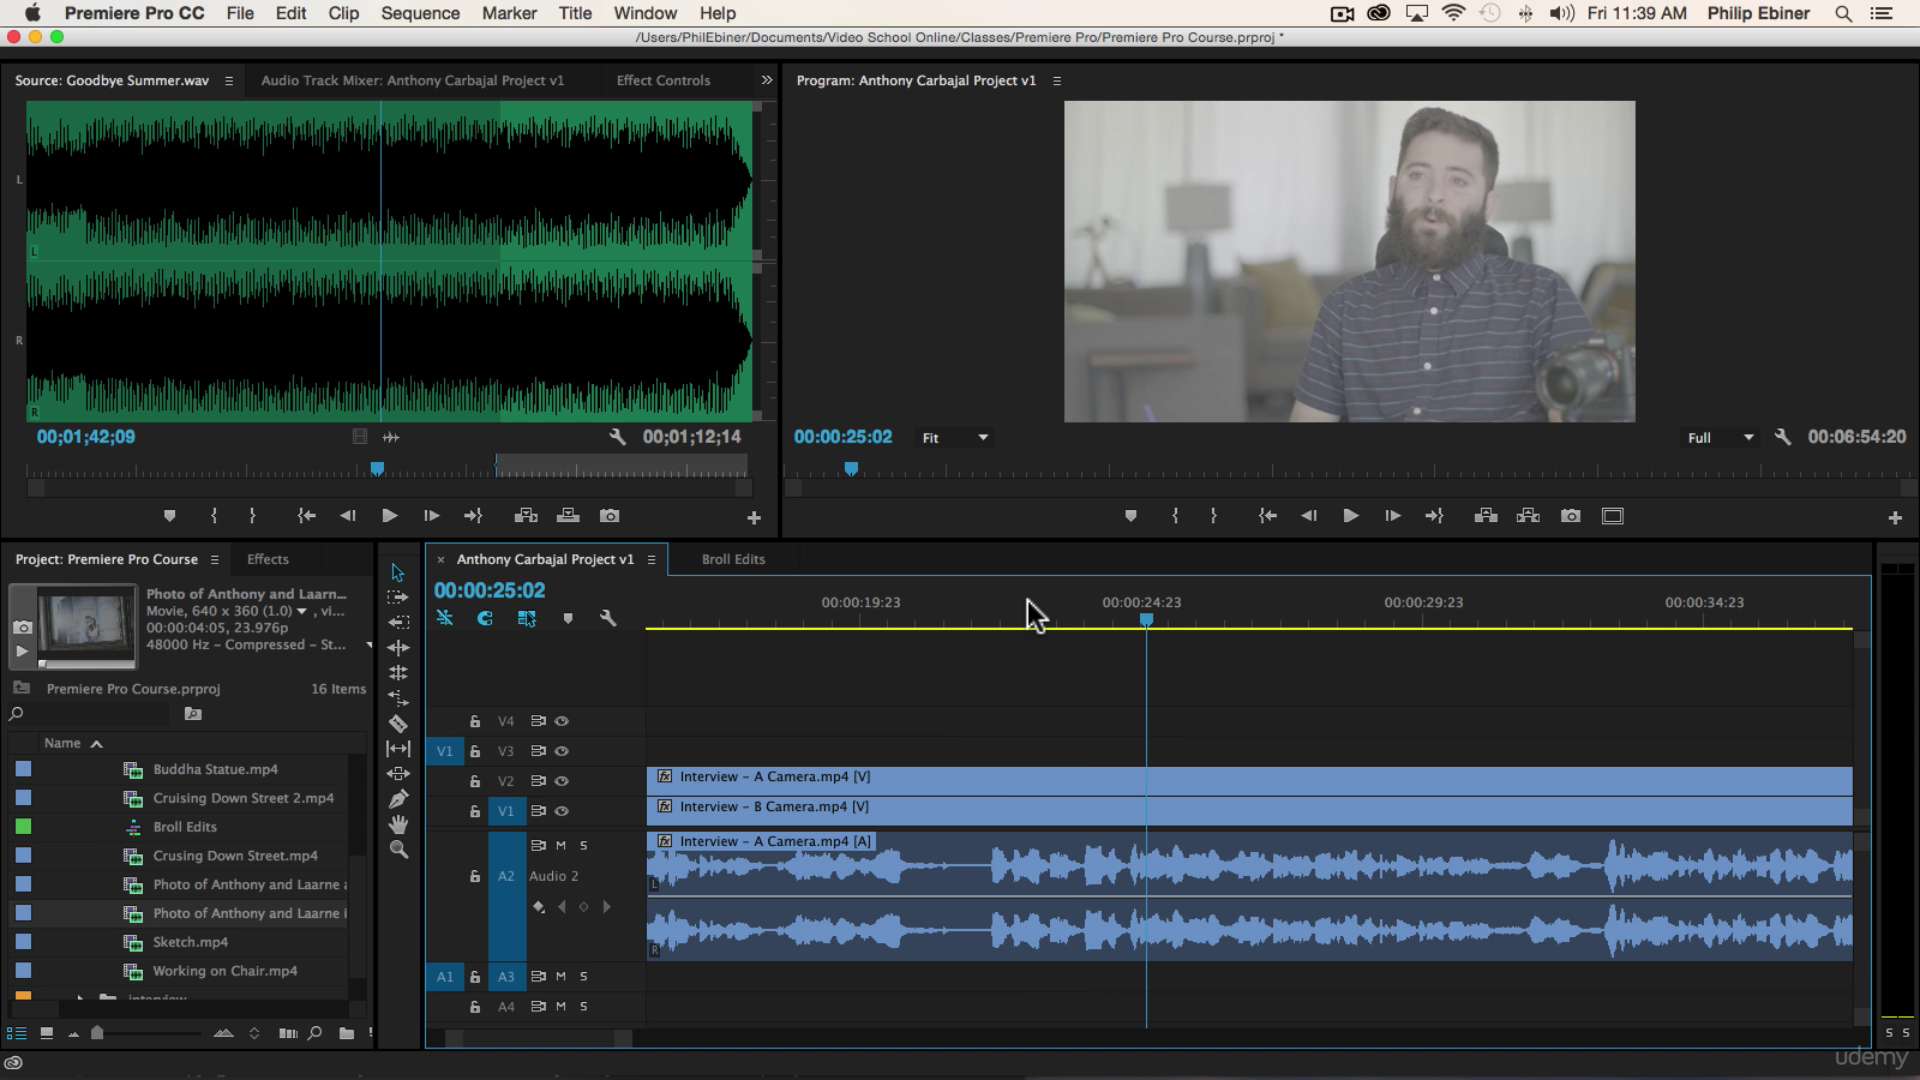 Premiere Pro CC File Edit Clip Sequence Marker Title Window Help Fri 11:39 AM Philip Ebiner
/Users/PhilEbiner/Documents/Video School Online/Classes/Premiere Pro/Premiere Pro Course.prproj *
Source: Goodbye Summer.wav Audio Track Mixer: Anthony Carbajal Project v1 Effect Controls
Program: Anthony Carbajal Project v1
L
L
R
R
00;01;42;09 00;01;12;14
00:00:25:02 Fit Full 00:06:54:20
Project: Premiere Pro Course Effects
Photo of Anthony and Laarn...
Movie, 640 x 360 (1.0) , vi...
00:00:04:05, 23.976p
48000 Hz - Compressed - St...
Premiere Pro Course.prproj 16 Items
Name
Buddha Statue.mp4
Cruising Down Street 2.mp4
Broll Edits
Crusing Down Street.mp4
Photo of Anthony and Laarne a
Photo of Anthony and Laarne i
Sketch.mp4
Working on Chair.mp4
interview
× Anthony Carbajal Project v1 Broll Edits
00:00:25:02
00:00:19:23 00:00:24:23 00:00:29:23 00:00:34:23
V4
V1 V3
V2 fx Interview - A Camera.mp4 [V]
V1 fx Interview - B Camera.mp4 [V]
M S fx Interview - A Camera.mp4 [A]
A2 Audio 2
L
R
A1 A3 M S
A4 M S
S S
udemy